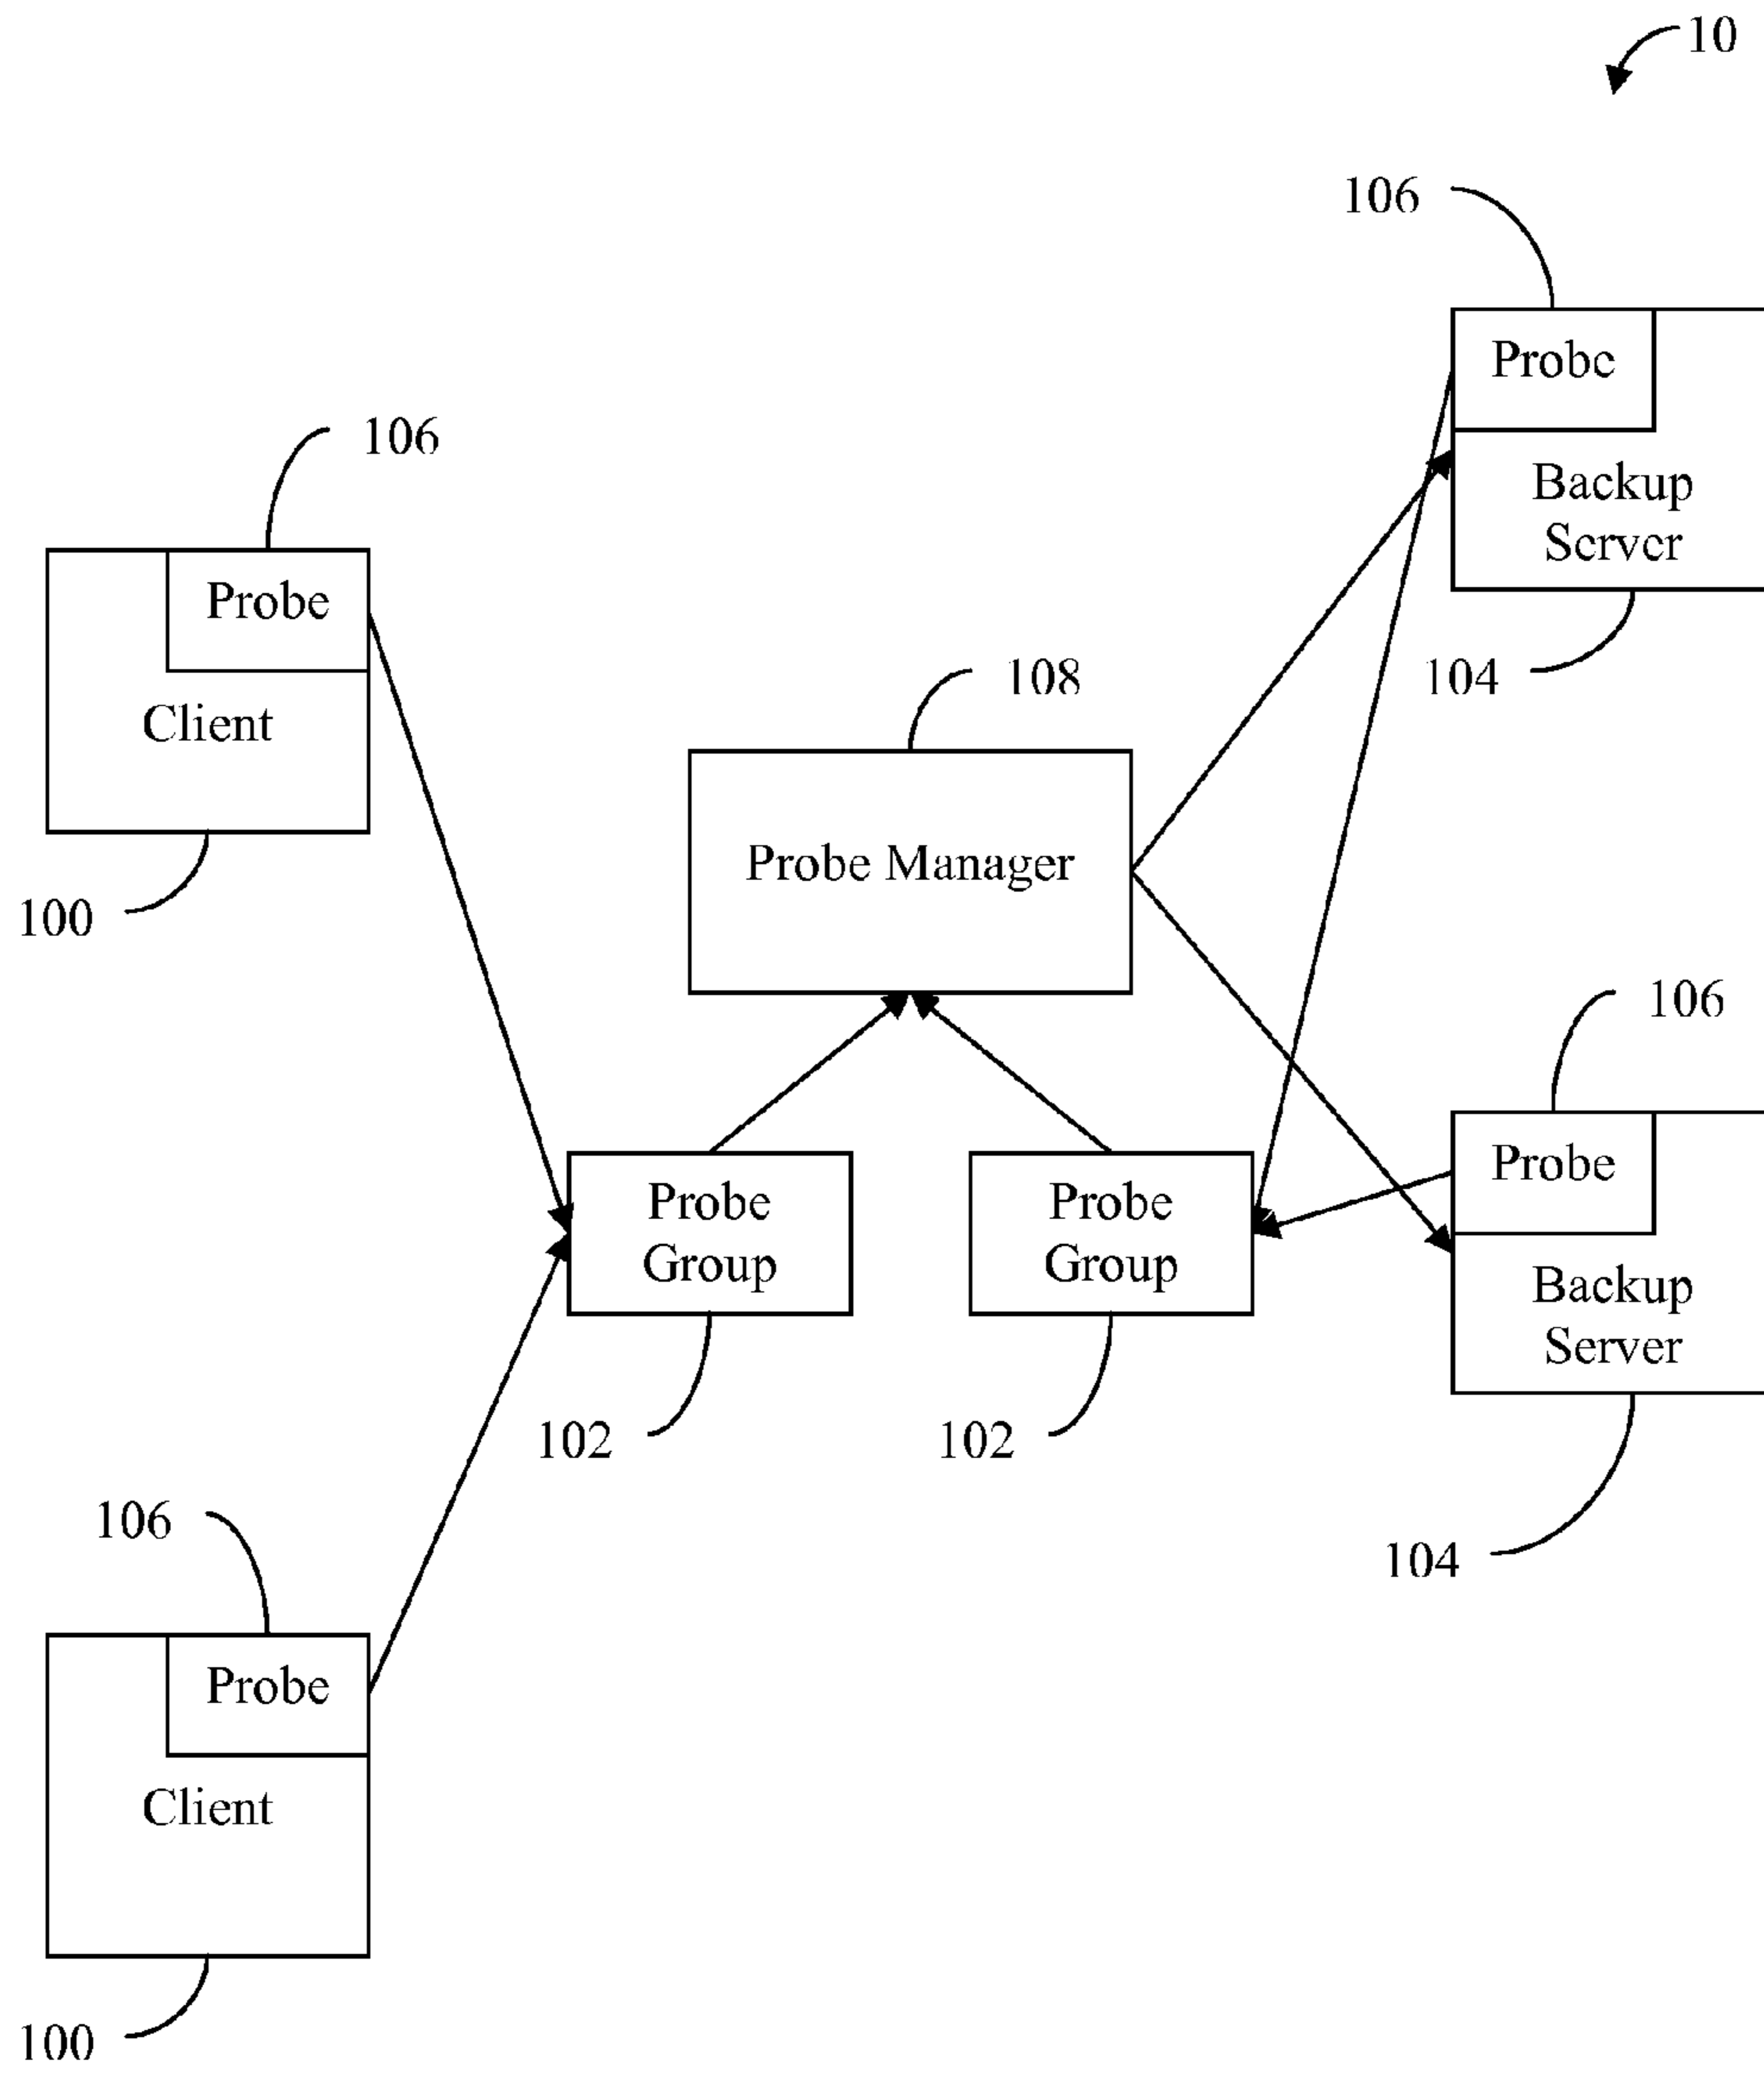 10
106
Probe
Backup
Server
104
106
Probe
Client
100
108
Probe Manager
106
Probe
Backup
Server
104
Probe
Group
102
Probe
Group
102
106
Probe
Client
100